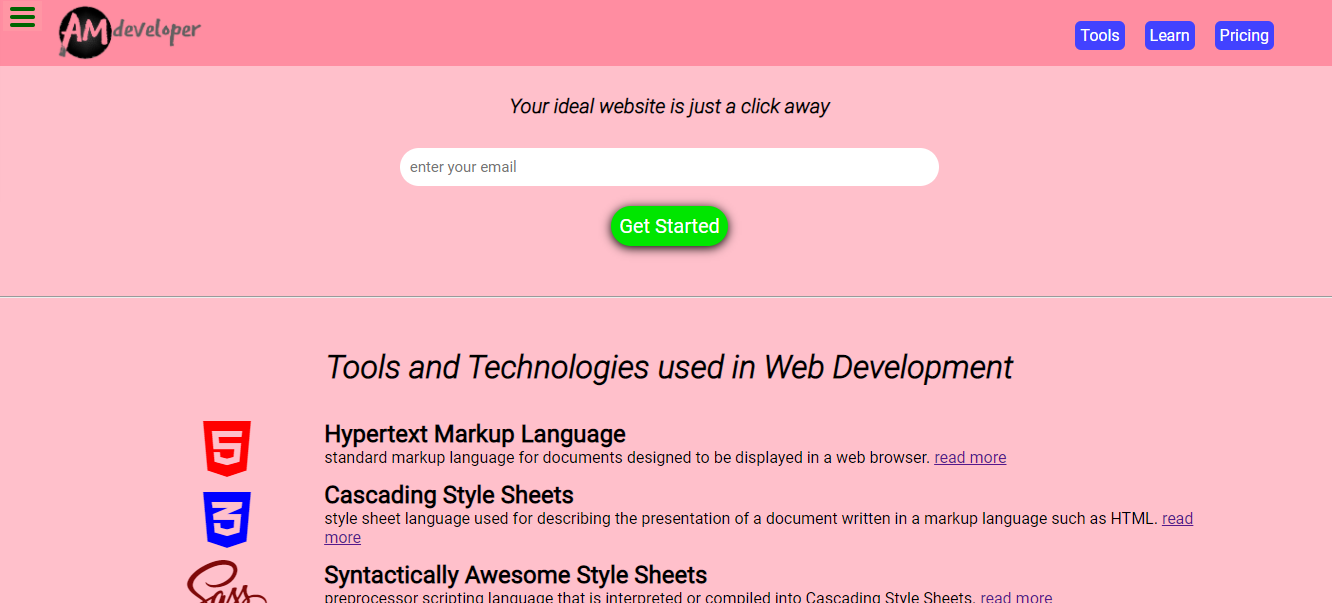 AM developer
Tools Learn Pricing
Your ideal website is just a click away
enter your email
Get Started
Tools and Technologies used in Web Development
5
Hypertext Markup Language
standard markup language for documents designed to be displayed in a web browser. read more
3
Cascading Style Sheets
style sheet language used for describing the presentation of a document written in a markup language such as HTML. read
more
Sass
Syntactically Awesome Style Sheets
preprocessor scripting language that is interpreted or compiled into Cascading Style Sheets. read more